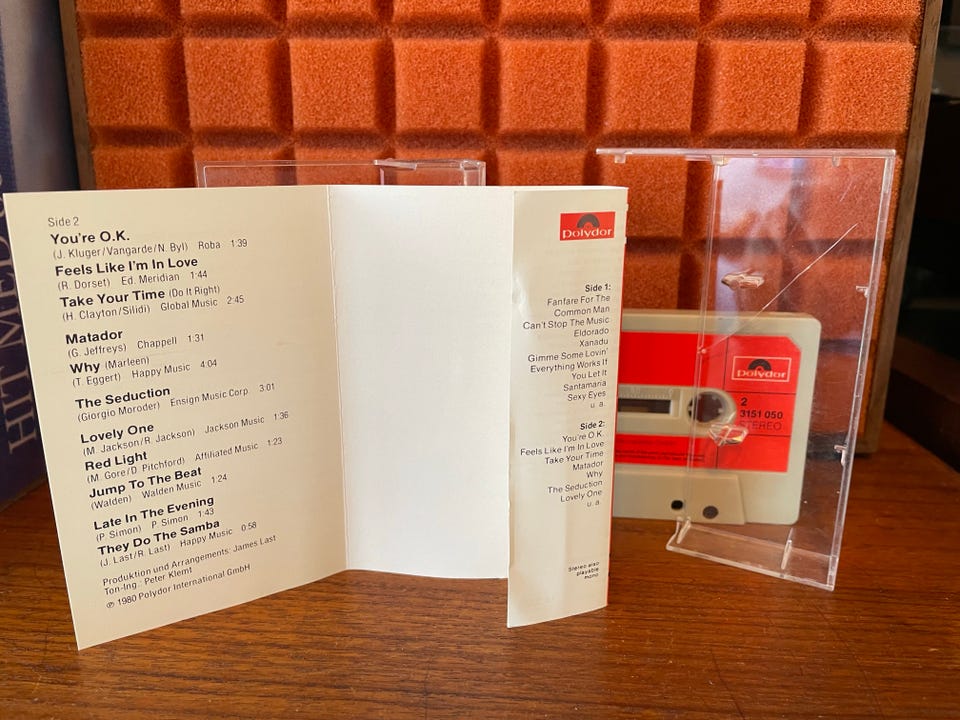 HIT MED
Side 2
You're O.K.
(J. Kluger/Vangarde/N. Byl) Roba 1:39
Feels Like I'm In Love
(R. Dorset) Ed. Meridian 1:44
Take Your Time (Do It Right)
(H. Clayton/Silidi) Global Music 2:45
Matador
(G. Jeffreys) Chappell 1:31
Why (Marleen)
(T. Eggert) Happy Music 4:04
The Seduction
(Giorgio Moroder) Ensign Music Corp. 3:01
Lovely One
(M. Jackson/R. Jackson) Jackson Music 1:36
Red Light
(M. Gore/D. Pitchford) Affiliated Music 1:23
Jump To The Beat
(Walden) Walden Music 1:24
Late In The Evening
(P. Simon) P. Simon 1:43
They Do The Samba
(J. Last/R. Last) Happy Music 0:58
Produktion und Arrangements: James Last
Ton-Ing.: Peter Klemt
℗ 1980 Polydor International GmbH
Polydor
Side 1:
Fanfare For The
Common Man
Can't Stop The Music
Eldorado
Xanadu
Gimme Some Lovin'
Everything Works If
You Let It
Santamaria
Sexy Eyes
u. a.
Side 2:
You're O.K.
Feels Like I'm In Love
Take Your Time
Matador
Why
The Seduction
Lovely One
u. a.
Stereo also
playable
mono
Polydor
2
3151 050
STEREO